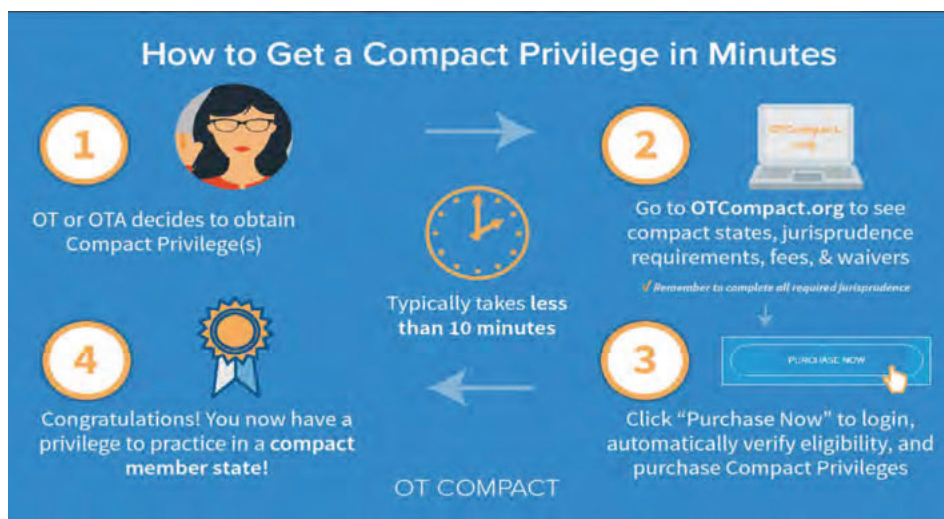 How to Get a Compact Privilege in Minutes
1
OT or OTA decides to obtain
Compact Privilege(s)
2
OTCompact
Go to OTCompact.org to see
compact states, jurisprudence
requirements, fees, & waivers
✓ Remember to complete all required jurisprudence
Typically takes less
than 10 minutes
3
PURCHASE NOW
Click “Purchase Now” to login,
automatically verify eligibility, and
purchase Compact Privileges
4
Congratulations! You now have a
privilege to practice in a compact
member state!
OT COMPACT